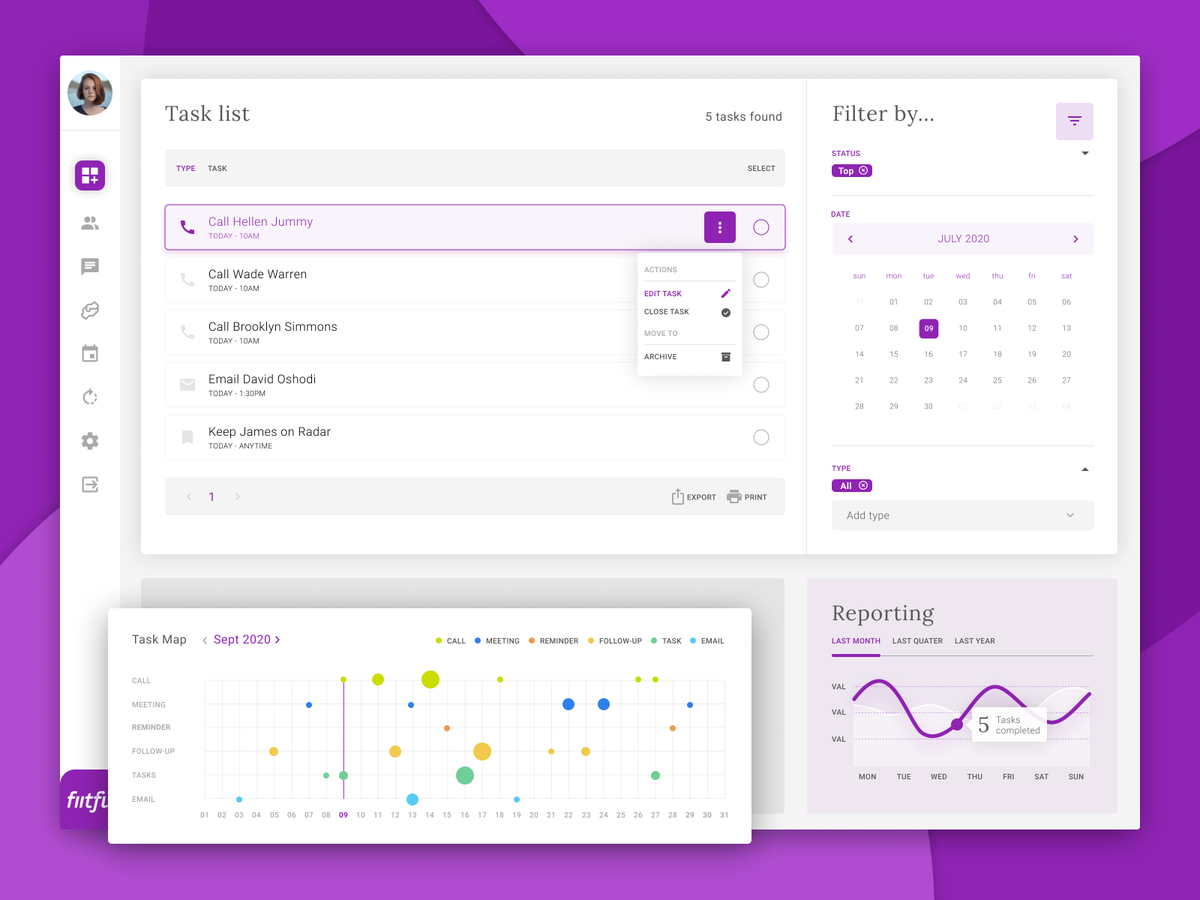 Task list
5 tasks found
TYPE TASK SELECT
Call Hellen Jummy
TODAY - 10AM
Call Wade Warren
TODAY - 10AM
Call Brooklyn Simmons
TODAY - 10AM
Email David Oshodi
TODAY - 1:30PM
Keep James on Radar
TODAY - ANYTIME
ACTIONS
EDIT TASK
CLOSE TASK
MOVE TO
ARCHIVE
1
EXPORT PRINT
Filter by...
STATUS
Top
DATE
JULY 2020
sun mon tue wed thu fri sat
31 01 02 03 04 05 06
07 08 09 10 11 12 13
14 15 16 17 18 19 20
21 22 23 24 25 26 27
28 29 30 01 02 03 04
TYPE
All
Add type
Task Map Sept 2020
CALL MEETING REMINDER FOLLOW-UP TASK EMAIL
CALL
MEETING
REMINDER
FOLLOW-UP
TASKS
EMAIL
01 02 03 04 05 06 07 08 09 10 11 12 13 14 15 16 17 18 19 20 21 22 23 24 25 26 27 28 29 30 31
Reporting
LAST MONTH LAST QUATER LAST YEAR
VAL
VAL
VAL
5 Tasks
completed
MON TUE WED THU FRI SAT SUN